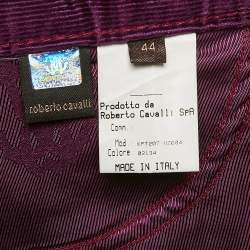 44
roberto cavalli
Prodotto da
Roberto Cavalli SpA
Comm.
Mod.
Colore
MADE IN ITALY